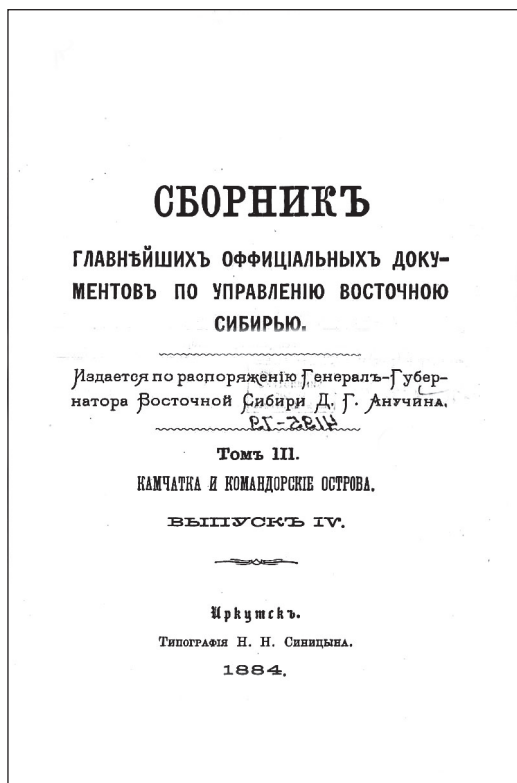 СБОРНИКЪ
ГЛАВНѢЙШИХЪ ОФФИЦІАЛЬНЫХЪ ДОКУ-
МЕНТОВЪ ПО УПРАВЛЕНІЮ ВОСТОЧНОЮ
СИБИРЬЮ.
Издается по распоряженію Генералъ-Губер-
натора Восточной Сибири Д. Г. Анучина.
Томъ III.
КАМЧАТКА И КОМАНДОРСКІЕ ОСТРОВА.
ВЫПУСКЪ IV.
Иркутскъ.
Типографія Н. Н. Синицына.
1884.